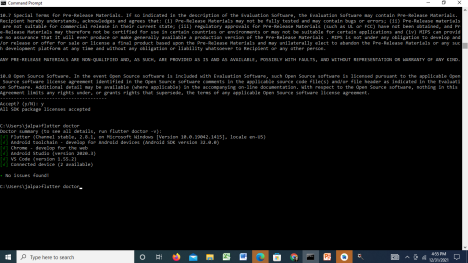 Command Prompt
10.7 Special Terms for Pre-Release Materials. If so indicated in the description of the Evaluation Software, the Evaluation Software may contain Pre-Release Materials.
Recipient hereby understands, acknowledges and agrees that: (i) Pre-Release Materials may not be fully tested and may contain bugs or errors; (ii) Pre-Release materials
are not suitable for commercial release in their current state; (iii) regulatory approvals for Pre-Release Materials (such as UL or FCC) have not been obtained, and Pr
e-Release Materials may therefore not be certified for use in certain countries or environments or may not be suitable for certain applications and (iv) MIPS can provid
e no assurance that it will ever produce or make generally available a production version of the Pre-Release Materials . MIPS is not under any obligation to develop and
/or release or offer for sale or license a final product based upon the Pre-Release Materials and may unilaterally elect to abandon the Pre-Release Materials or any suc
h development platform at any time and without any obligation or liability whatsoever to Recipient or any other person.
ANY PRE-RELEASE MATERIALS ARE NON-QUALIFIED AND, AS SUCH, ARE PROVIDED AS IS AND AS AVAILABLE, POSSIBLY WITH FAULTS, AND WITHOUT REPRESENTATION OR WARRANTY OF ANY KIND.
10.8 Open Source Software. In the event Open Source software is included with Evaluation Software, such Open Source software is licensed pursuant to the applicable Open
Source software license agreement identified in the Open Source software comments in the applicable source code file(s) and/or file header as indicated in the Evaluati
on Software. Additional detail may be available (where applicable) in the accompanying on-line documentation. With respect to the Open Source software, nothing in this
Agreement limits any rights under, or grants rights that supersede, the terms of any applicable Open Source software license agreement.
Accept? (y/N): y
All SDK package licenses accepted
C:\Users\jalpa>flutter doctor
Doctor summary (to see all details, run flutter doctor -v):
Flutter (Channel stable, 2.8.1, on Microsoft Windows [Version 10.0.19042.1415], locale en-US)
Android toolchain - develop for Android devices (Android SDK version 32.0.0)
Chrome - develop for the web
Android Studio (version 2020.3)
VS Code (version 1.55.2)
Connected device (2 available)
No issues found!
C:\Users\jalpa>flutter doctor
Type here to search
4:55 PM
12/31/2021